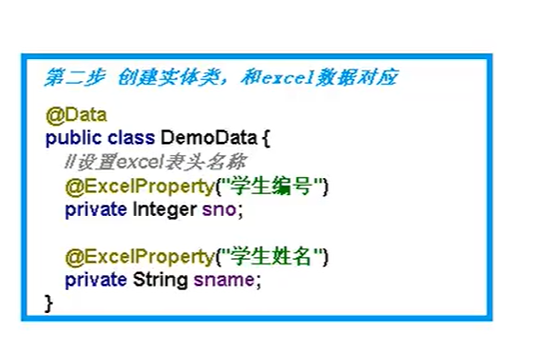 第二步 创建实体类，和excel数据对应
@Data
public class DemoData {
//设置excel表头名称
@ExcelProperty("学生编号")
private Integer sno;
@ExcelProperty("学生姓名")
private String sname;
}